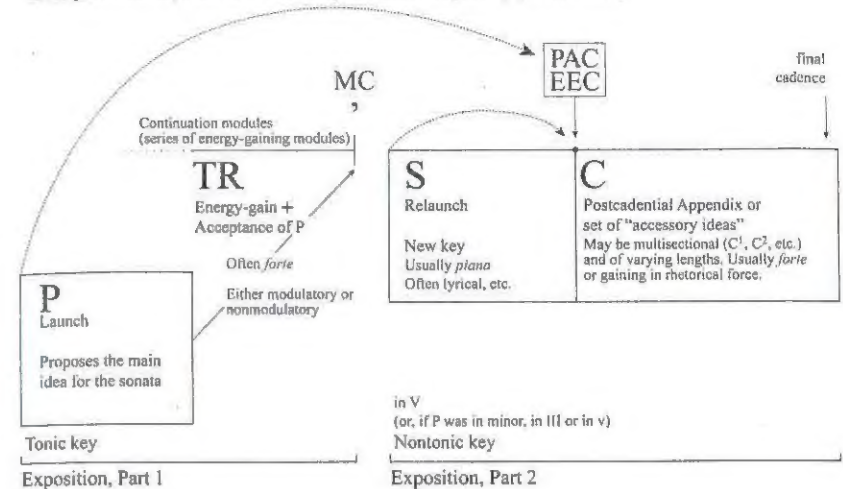 PAC
EEC
final
cadence
MC
,
Continuation modules
(series of energy-gaining modules)
TR
Energy-gain +
Acceptance of P
Often forte
Either modulatory or
nonmodulatory
P
Launch
Proposes the main
idea for the sonata
Tonic key
Exposition, Part 1
S
Relaunch
New key
Usually piano
Often lyrical, etc.
C
Postcadential Appendix or
set of "accessory ideas"
May be multisectional (C1, C2, etc.)
and of varying lengths. Usually forte
or gaining in rhetorical force.
in V
(or, if P was in minor, in III or in v)
Nontonic key
Exposition, Part 2